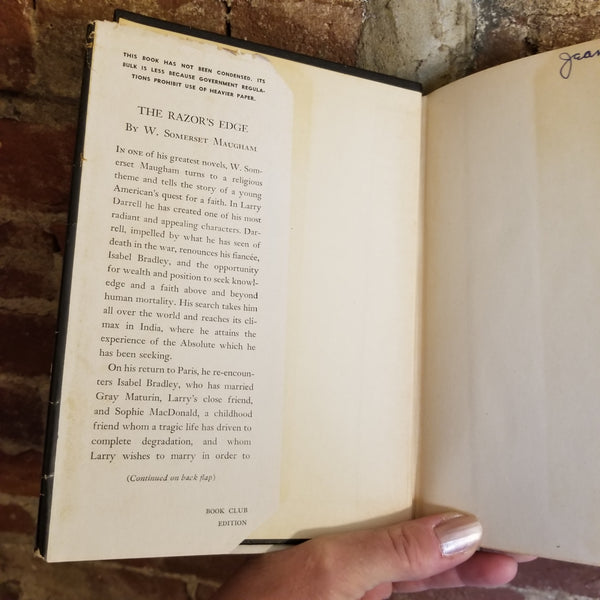 THIS BOOK HAS NOT BEEN CONDENSED. ITS
BULK IS LESS BECAUSE GOVERNMENT REGULA-
TIONS PROHIBIT USE OF HEAVIER PAPER.
THE RAZOR'S EDGE
By W. Somerset Maugham
In one of his greatest novels, W. Som-
erset Maugham turns to a religious
theme and tells the story of a young
American's quest for a faith. In Larry
Darrell he has created one of his most
radiant and appealing characters. Dar-
rell, impelled by what he has seen of
death in the war, renounces his fiancée,
Isabel Bradley, and the opportunity
for wealth and position to seek knowl-
edge and a faith above and beyond
human mortality. His search takes him
all over the world and reaches its cli-
max in India, where he attains the
experience of the Absolute which he
has been seeking.
On his return to Paris, he re-encoun-
ters Isabel Bradley, who has married
Gray Maturin, Larry's close friend,
and Sophie MacDonald, a childhood
friend whom a tragic life has driven to
complete degradation, and whom
Larry wishes to marry in order to
(Continued on back flap)
BOOK CLUB
EDITION